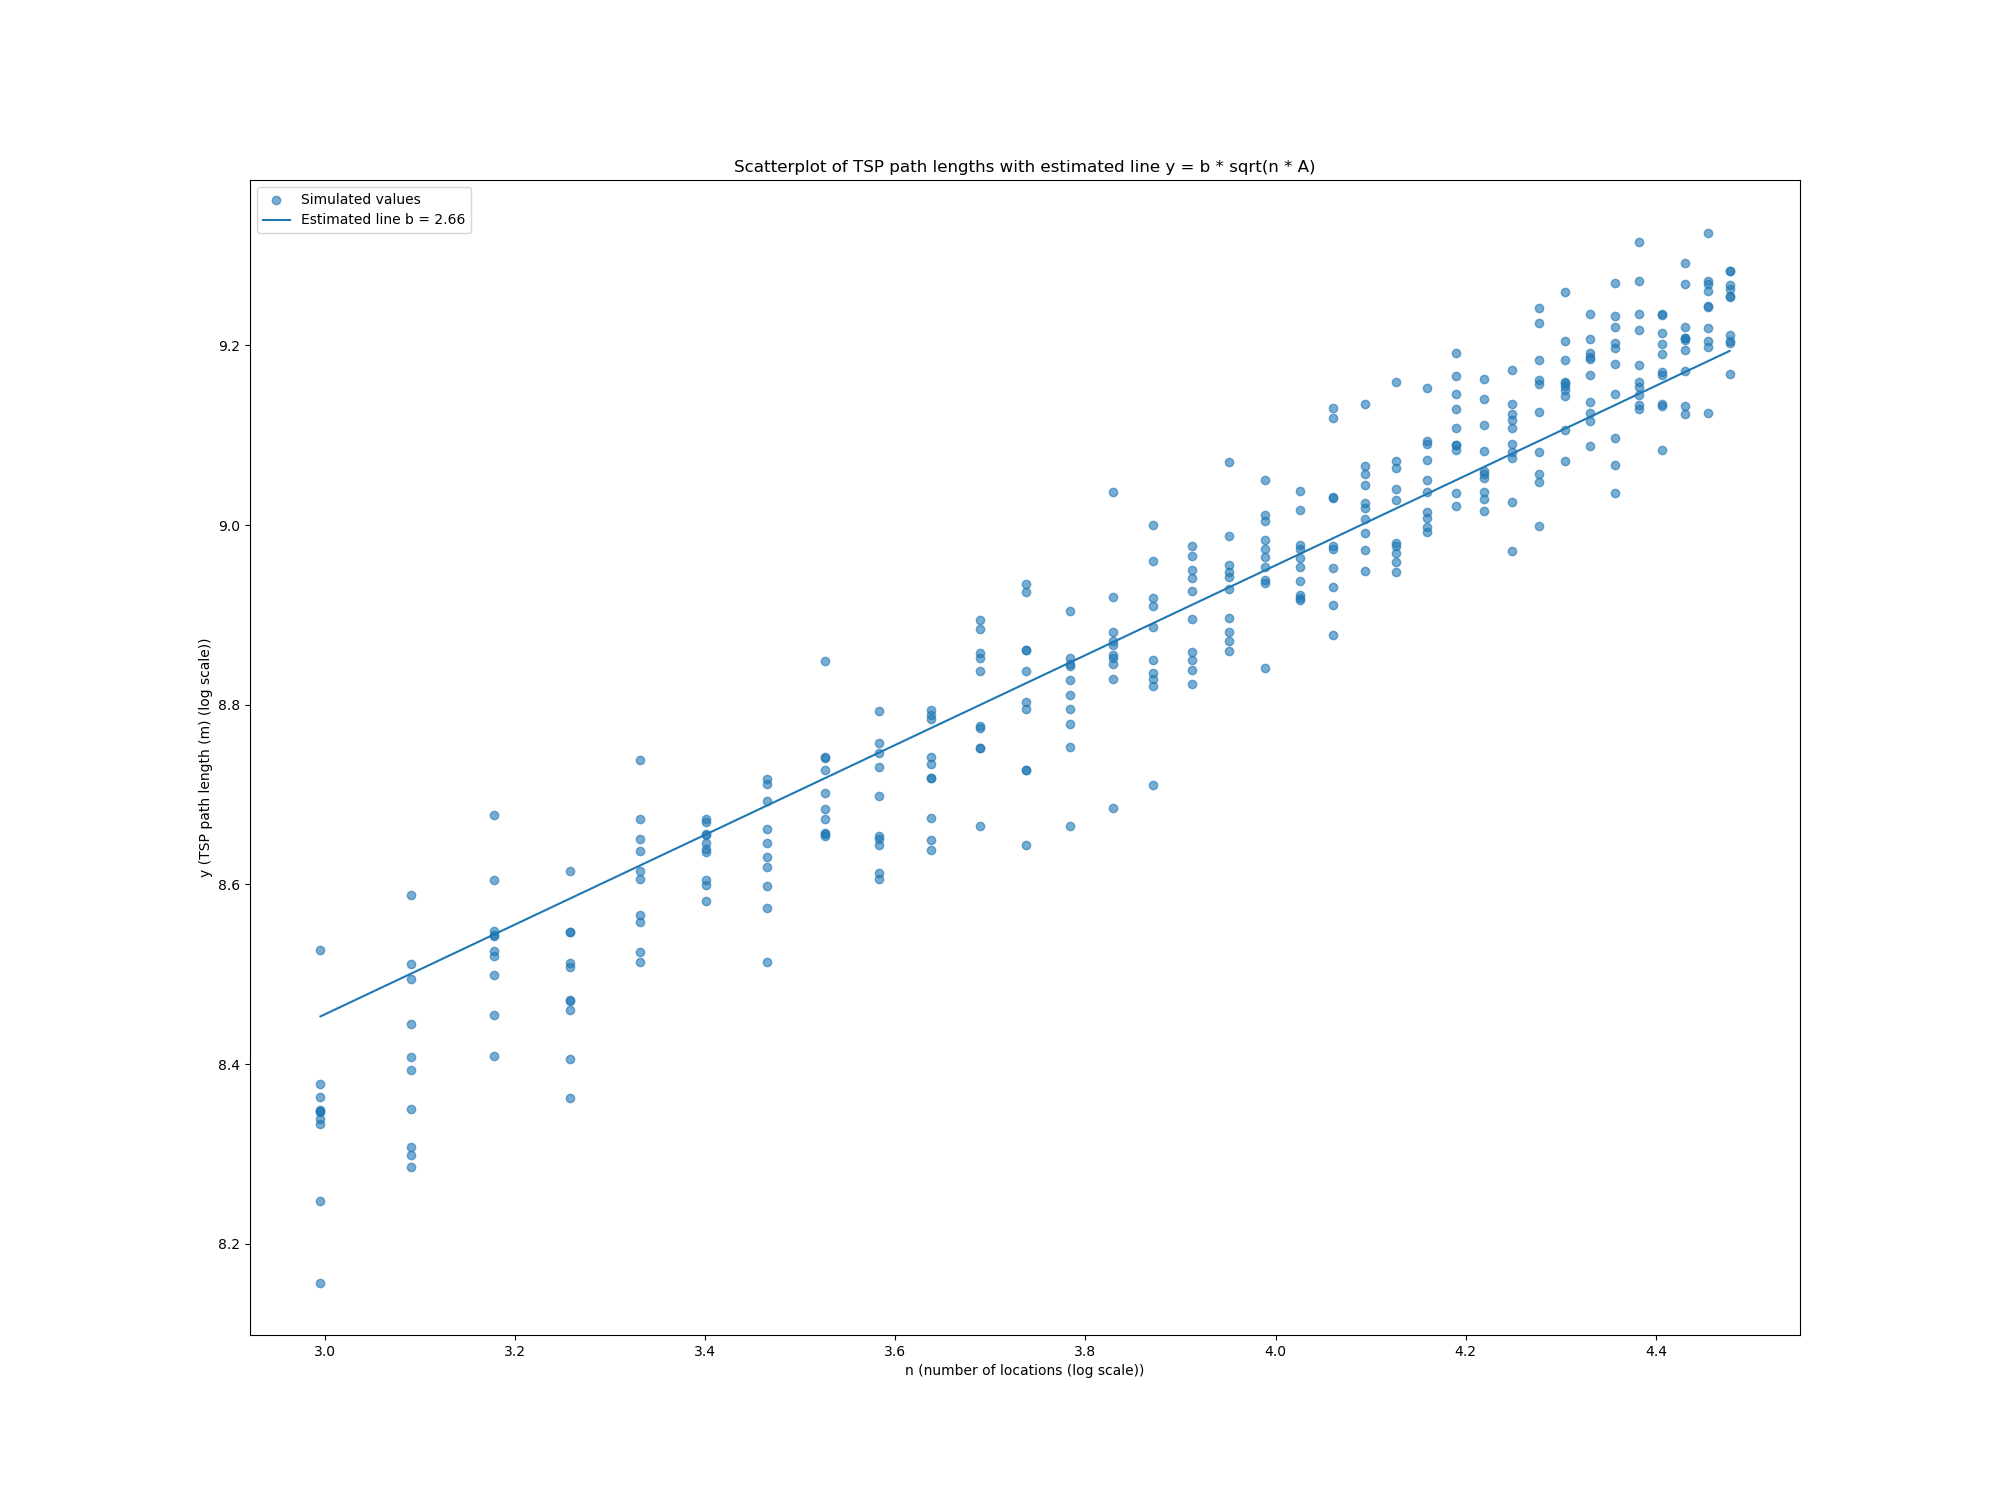 Scatterplot of TSP path lengths with estimated line y = b * sqrt(n * A)
Simulated values
Estimated line b = 2.66
y (TSP path length (m) (log scale))
9.2
9.0
8.8
8.6
8.4
8.2
3.0 3.2 3.4 3.6 3.8 4.0 4.2 4.4
n (number of locations (log scale))